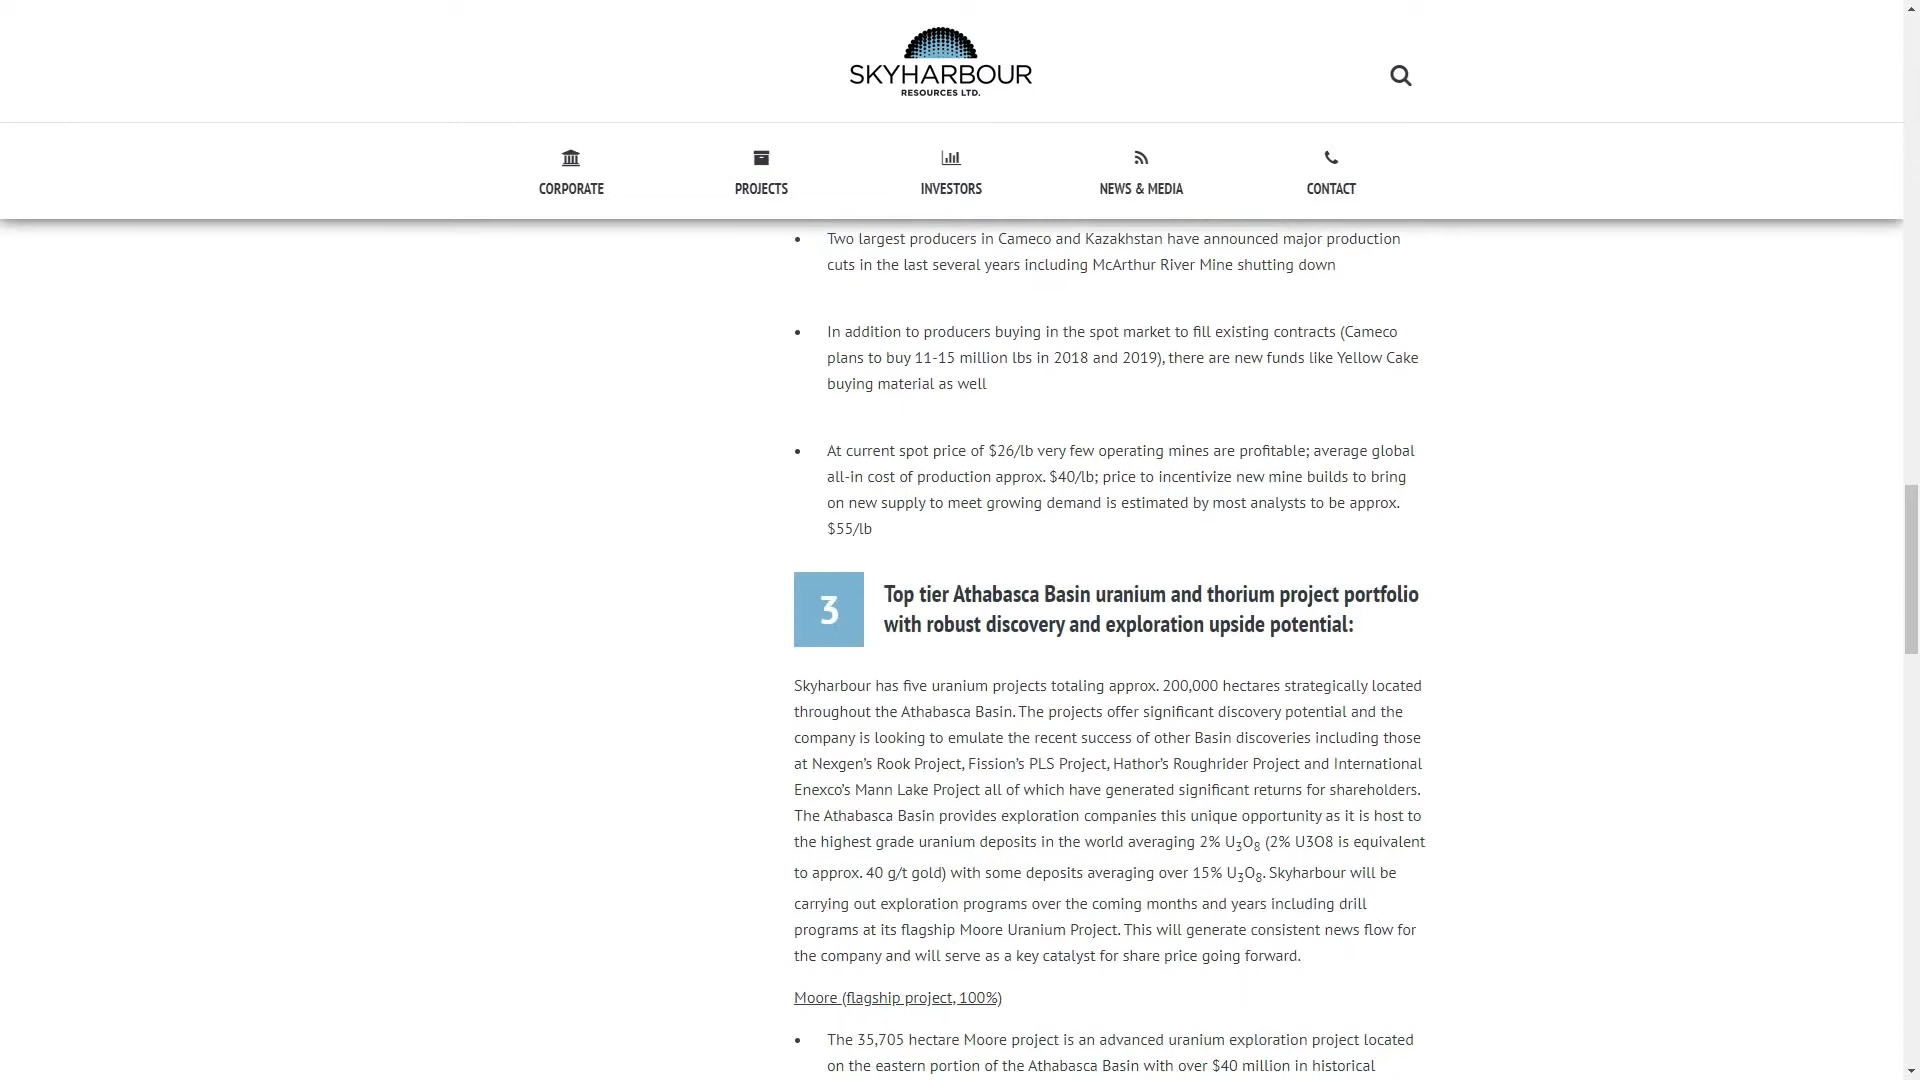 SKYHARBOUR
RESOURCES LTD.
CORPORATE
PROJECTS
INVESTORS
NEWS & MEDIA
CONTACT
• Two largest producers in Cameco and Kazakhstan have announced major production
cuts in the last several years including McArthur River Mine shutting down
• In addition to producers buying in the spot market to fill existing contracts (Cameco
plans to buy 11-15 million lbs in 2018 and 2019), there are new funds like Yellow Cake
buying material as well
• At current spot price of $26/lb very few operating mines are profitable; average global
all-in cost of production approx. $40/lb; price to incentivize new mine builds to bring
on new supply to meet growing demand is estimated by most analysts to be approx.
$55/lb
3
Top tier Athabasca Basin uranium and thorium project portfolio
with robust discovery and exploration upside potential:
Skyharbour has five uranium projects totaling approx. 200,000 hectares strategically located
throughout the Athabasca Basin. The projects offer significant discovery potential and the
company is looking to emulate the recent success of other Basin discoveries including those
at Nexgen’s Rook Project, Fission’s PLS Project, Hathor’s Roughrider Project and International
Enexco’s Mann Lake Project all of which have generated significant returns for shareholders.
The Athabasca Basin provides exploration companies this unique opportunity as it is host to
the highest grade uranium deposits in the world averaging 2% U₃O₈ (2% U3O8 is equivalent
to approx. 40 g/t gold) with some deposits averaging over 15% U₃O₈. Skyharbour will be
carrying out exploration programs over the coming months and years including drill
programs at its flagship Moore Uranium Project. This will generate consistent news flow for
the company and will serve as a key catalyst for share price going forward.
Moore (flagship project, 100%)
• The 35,705 hectare Moore project is an advanced uranium exploration project located
on the eastern portion of the Athabasca Basin with over $40 million in historical